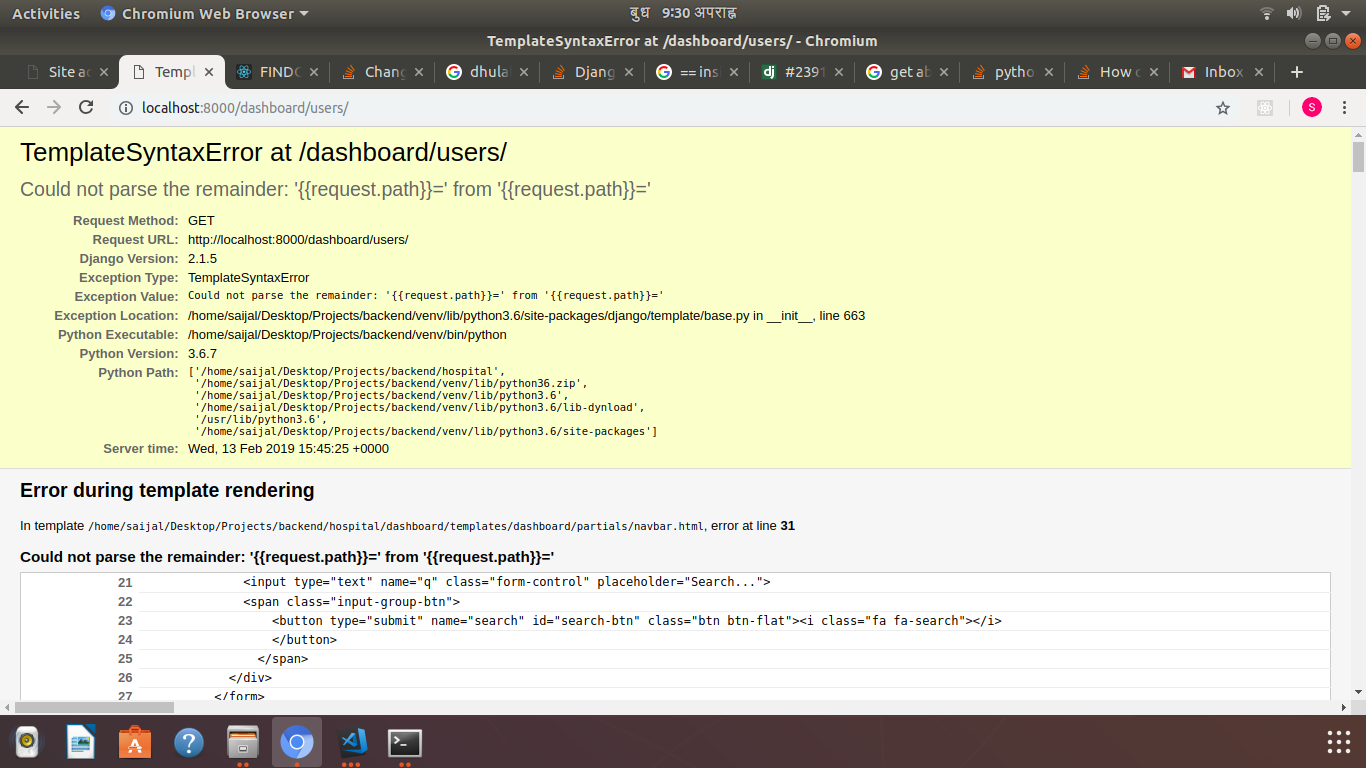 Activities Chromium Web Browser बुध 9:30 अपराह्न
TemplateSyntaxError at /dashboard/users/ - Chromium
Site ac Templ FINDO Chang dhula Djang == ins #2391 get ab pytho How Inbox
localhost:8000/dashboard/users/ S
TemplateSyntaxError at /dashboard/users/
Could not parse the remainder: '{{request.path}}=' from '{{request.path}}='
Request Method: GET
Request URL: http://localhost:8000/dashboard/users/
Django Version: 2.1.5
Exception Type: TemplateSyntaxError
Exception Value: Could not parse the remainder: '{{request.path}}=' from '{{request.path}}='
Exception Location: /home/saijal/Desktop/Projects/backend/venv/lib/python3.6/site-packages/django/template/base.py in __init__, line 663
Python Executable: /home/saijal/Desktop/Projects/backend/venv/bin/python
Python Version: 3.6.7
Python Path: ['/home/saijal/Desktop/Projects/backend/hospital',
'/home/saijal/Desktop/Projects/backend/venv/lib/python36.zip',
'/home/saijal/Desktop/Projects/backend/venv/lib/python3.6',
'/home/saijal/Desktop/Projects/backend/venv/lib/python3.6/lib-dynload',
'/usr/lib/python3.6',
'/home/saijal/Desktop/Projects/backend/venv/lib/python3.6/site-packages']
Server time: Wed, 13 Feb 2019 15:45:25 +0000
Error during template rendering
In template /home/saijal/Desktop/Projects/backend/hospital/dashboard/templates/dashboard/partials/navbar.html, error at line 31
Could not parse the remainder: '{{request.path}}=' from '{{request.path}}='
21 <input type="text" name="q" class="form-control" placeholder="Search...">
22 <span class="input-group-btn">
23 <button type="submit" name="search" id="search-btn" class="btn btn-flat"><i class="fa fa-search"></i>
24 </button>
25 </span>
26 </div>
27 </form>